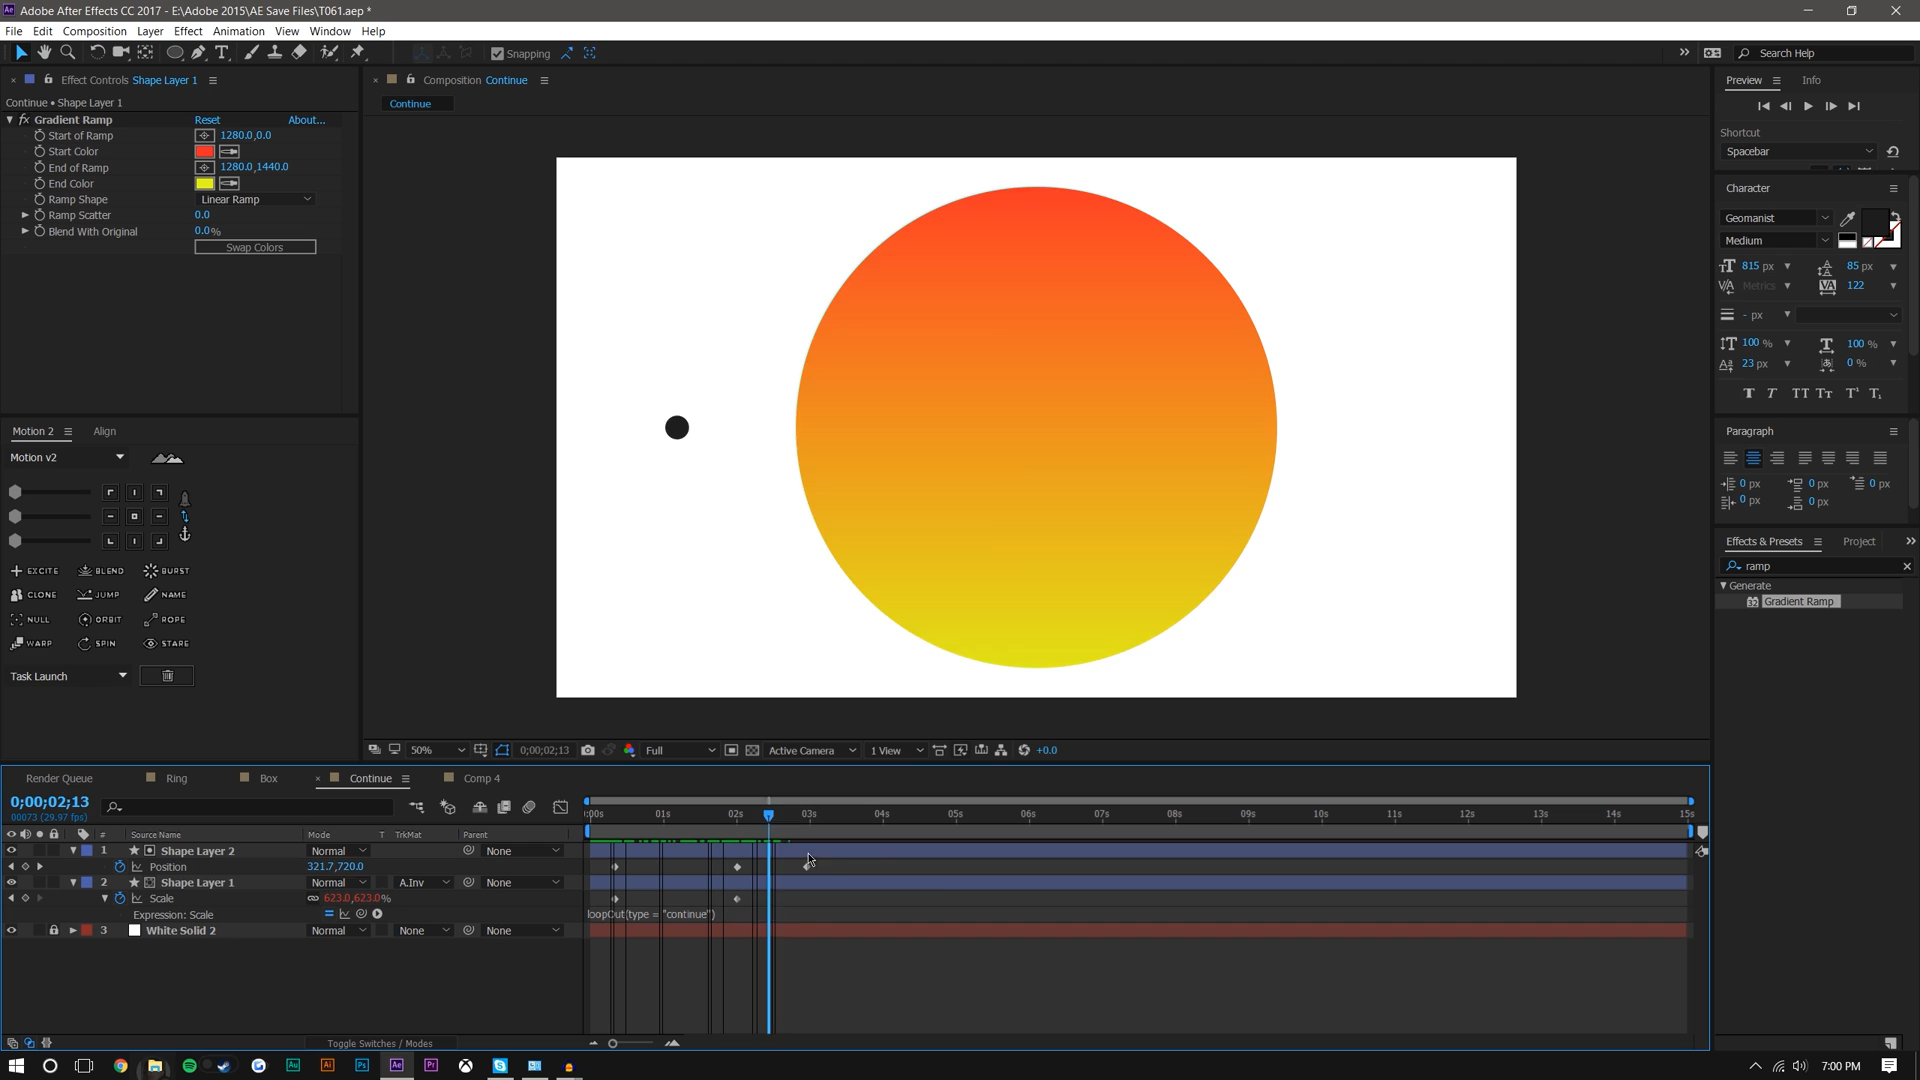 Adobe After Effects CC 2017 - E:\Adobe 2015\AE Save Files\T061.aep *
File Edit Composition Layer Effect Animation View Window Help
Snapping
Search Help
Effect Controls Shape Layer 1
Continue • Shape Layer 1
fx Gradient Ramp Reset About...
Start of Ramp 1280.0,0.0
Start Color
End of Ramp 1280.0,1440.0
End Color
Ramp Shape Linear Ramp
Ramp Scatter 0.0
Blend With Original 0.0%
Swap Colors
Motion 2 Align
Motion v2
EXCITE BLEND BURST
CLONE JUMP NAME
NULL ORBIT ROPE
WARP SPIN STARE
Task Launch
Composition Continue
Continue
50% 0;00;02;13 Full Active Camera 1 View +0.0
Preview Info
Shortcut
Spacebar
Character
Geomanist
Medium
815 px 85 px
Metrics 122
- px
100 % 100 %
23 px 0 %
Paragraph
0 px 0 px 0 px
0 px 0 px
Effects & Presets Project
ramp
Generate
Gradient Ramp
Render Queue Ring Box Continue Comp 4
0;00;02;13
00073 (29.97 fps)
:00s 01s 02s 03s 04s 05s 06s 07s 08s 09s 10s 11s 12s 13s 14s 15s
# Source Name Mode T TrkMat Parent
1 Shape Layer 2 Normal None
Position 321.7,720.0
2 Shape Layer 1 Normal A.Inv None
Scale 623.0,623.0%
Expression: Scale loopOut(type = "continue")
3 White Solid 2 Normal None None
Toggle Switches / Modes
7:00 PM